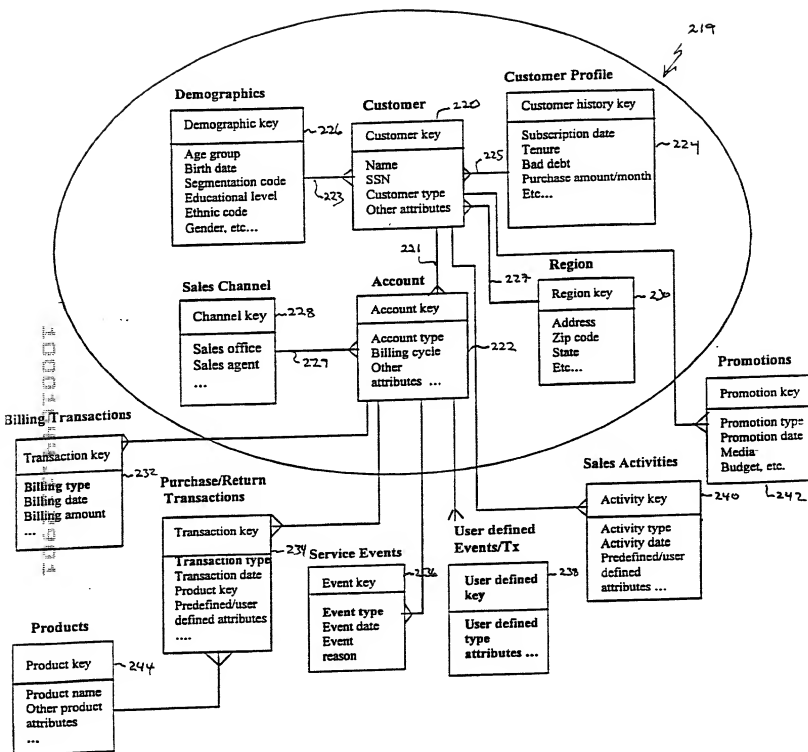 219
Demographics
Demographic key
226
Age group
Birth date
Segmentation code
Educational level
Ethnic code
Gender, etc...
223
Customer
220
Customer key
Name
SSN
Customer type
Other attributes
225
Customer Profile
Customer history key
Subscription date
Tenure
Bad debt
Purchase amount/month
Etc...
224
221
227
Sales Channel
Channel key
228
Sales office
Sales agent
...
229
Account
Account key
Account type
Billing cycle
Other
attributes ...
222
Region
Region key
230
Address
Zip code
State
Etc...
Promotions
Promotion key
Promotion type
Promotion date
Media
Budget, etc.
242
Billing Transactions
Transaction key
232
Billing type
Billing date
Billing amount
...
Purchase/Return
Transactions
Transaction key
234
Transaction type
Transaction date
Product key
Predefined/user
defined attributes
....
Service Events
Event key
236
Event type
Event date
Event
reason
User defined
Events/Tx
User defined
key
238
User defined
type
attributes ...
Sales Activities
Activity key
240
Activity type
Activity date
Predefined/user
defined
attributes ...
Products
Product key
244
Product name
Other product
attributes
...